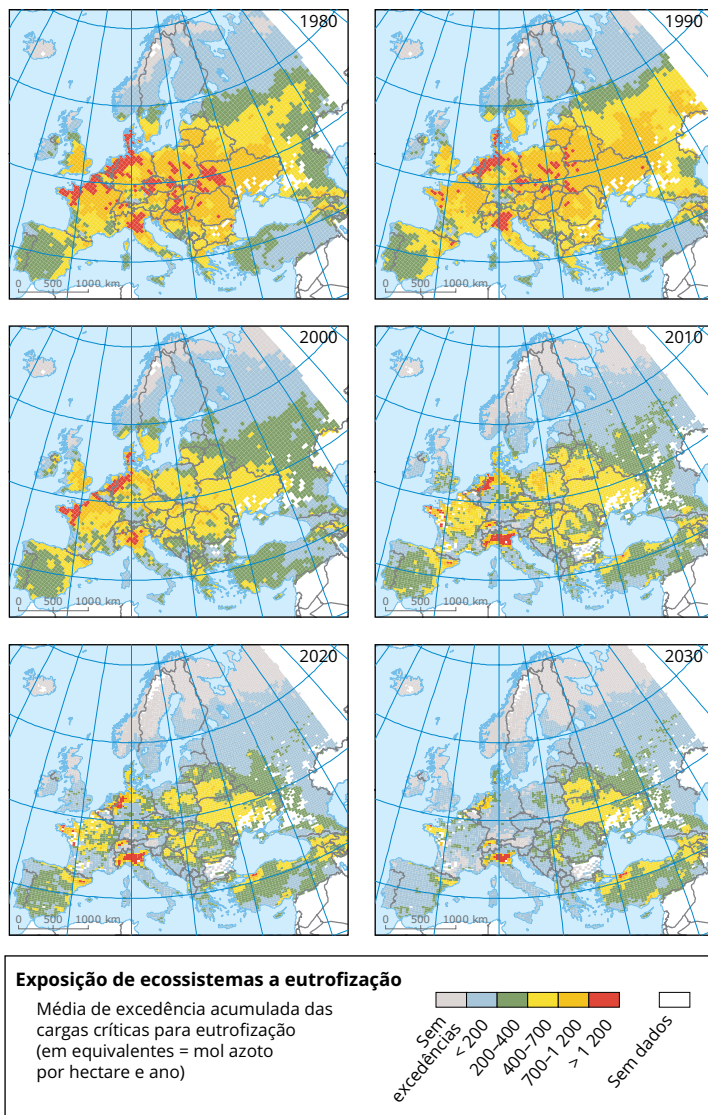 1980
0 500 1000 km
1990
0 500 1000 km
2000
0 500 1000 km
2010
0 500 1000 km
2020
0 500 1000 km
2030
0 500 1000 km
Exposição de ecossistemas a eutrofização
Média de excedência acumulada das
cargas críticas para eutrofização
(em equivalentes = mol azoto
por hectare e ano)
Sem
excedências
< 200
200–400
400–700
700–1 200
> 1 200
Sem dados